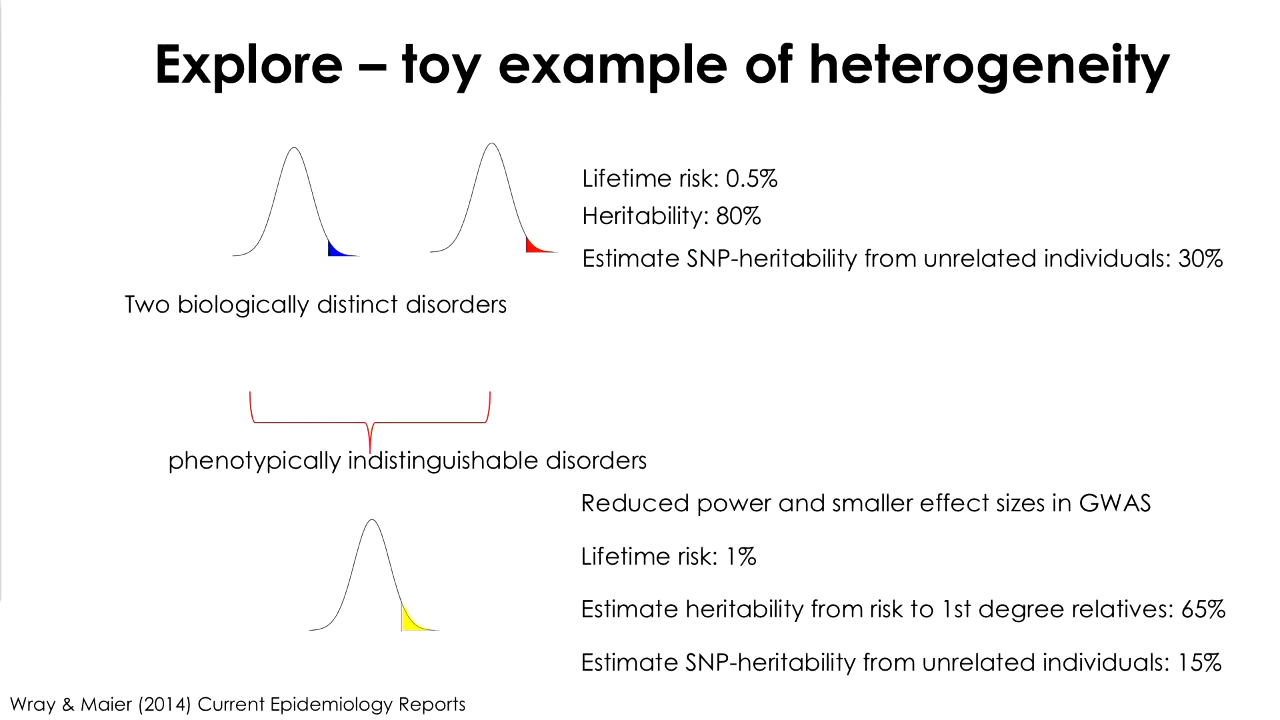 Explore – toy example of heterogeneity
Lifetime risk: 0.5%
Heritability: 80%
Estimate SNP-heritability from unrelated individuals: 30%
Two biologically distinct disorders
phenotypically indistinguishable disorders
Reduced power and smaller effect sizes in GWAS
Lifetime risk: 1%
Estimate heritability from risk to 1st degree relatives: 65%
Estimate SNP-heritability from unrelated individuals: 15%
Wray & Maier (2014) Current Epidemiology Reports